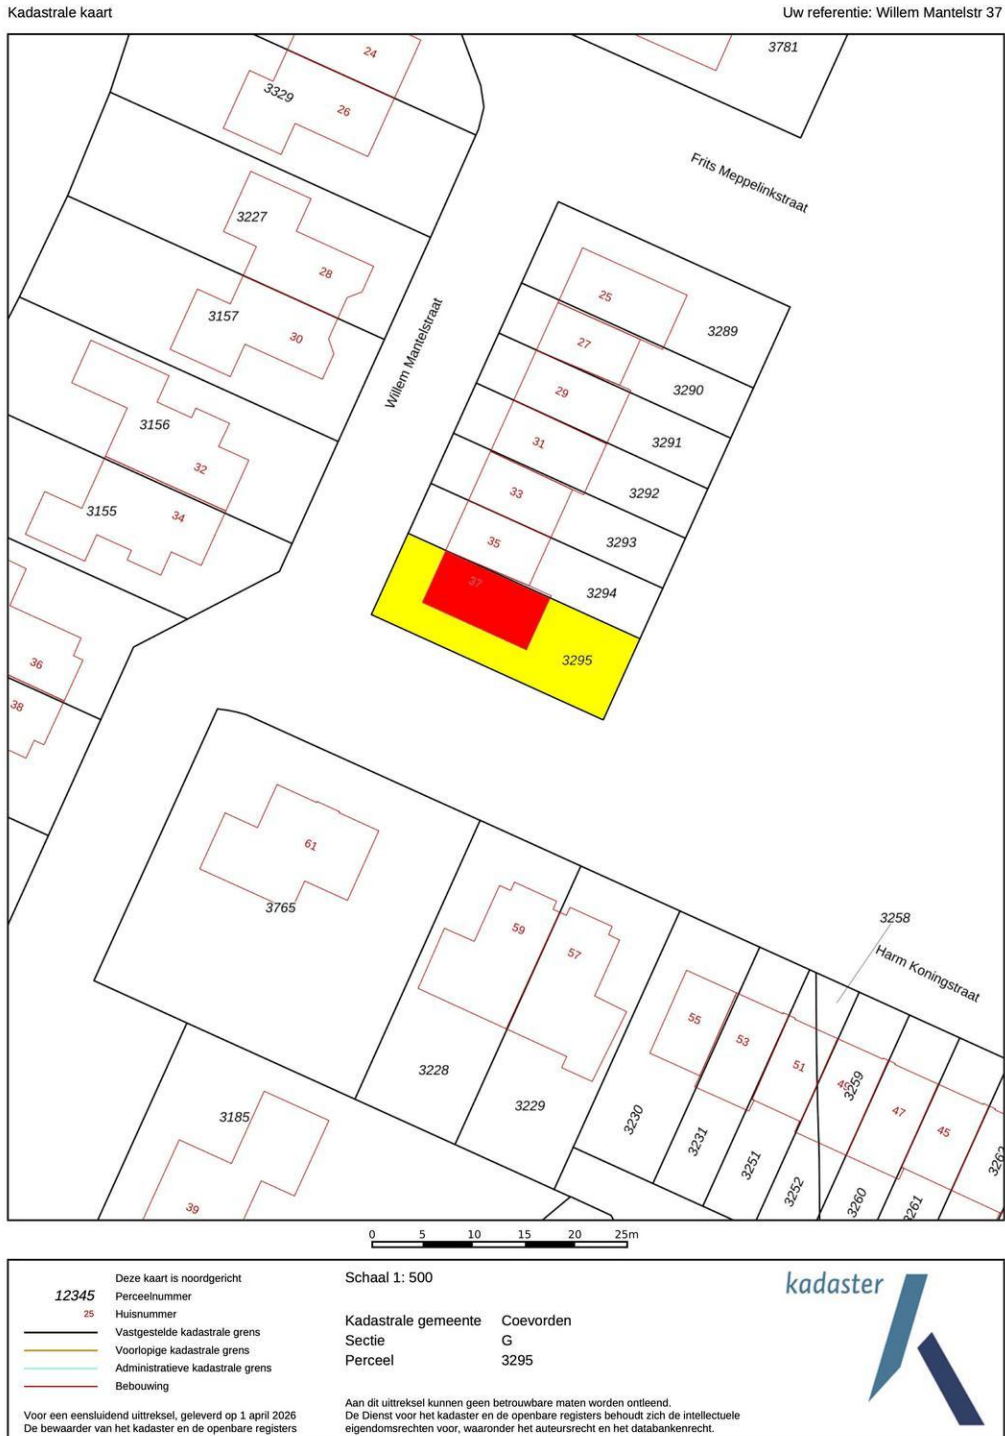 Kadastrale kaart
Uw referentie: Willem Mantelstr 37
24
3781
3329
26
Frits Meppelinkstraat
3227
28
25
3157
3289
30
27
Willem Mantelstraat
3290
29
3156
3291
31
32
3292
33
3155
34
3293
35
37
3294
36
3295
38
61
3765
3258
59
57
Harm Koningstraat
55
53
51
3228
49
3259
3229
47
3185
3230
45
3231
3251
3252
3260
3261
39
0 5 10 15 20 25m
Deze kaart is noordgericht
12345 Perceelnummer
25 Huisnummer
Vastgestelde kadastrale grens
Voorlopige kadastrale grens
Administratieve kadastrale grens
Bebouwing
Voor een eensluidend uittreksel, geleverd op 1 april 2026
De bewaarder van het kadaster en de openbare registers
Schaal 1: 500
Kadastrale gemeente Coevorden
Sectie G
Perceel 3295
Aan dit uittreksel kunnen geen betrouwbare maten worden ontleend.
De Dienst voor het kadaster en de openbare registers behoudt zich de intellectuele
eigendomsrechten voor, waaronder het auteursrecht en het databankenrecht.
kadaster